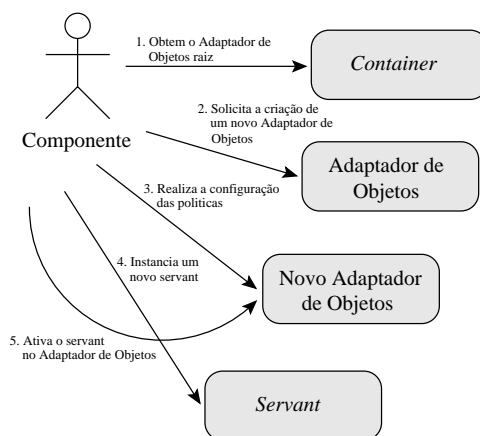 1. Obtem o Adaptador de
Objetos raiz
Container
2. Solicita a criação de
um novo Adaptador de
Objetos
Componente
Adaptador de
Objetos
3. Realiza a configuração
das politicas
4. Instancia um
novo servant
Novo Adaptador
de Objetos
5. Ativa o servant
no Adaptador de Objetos
Servant